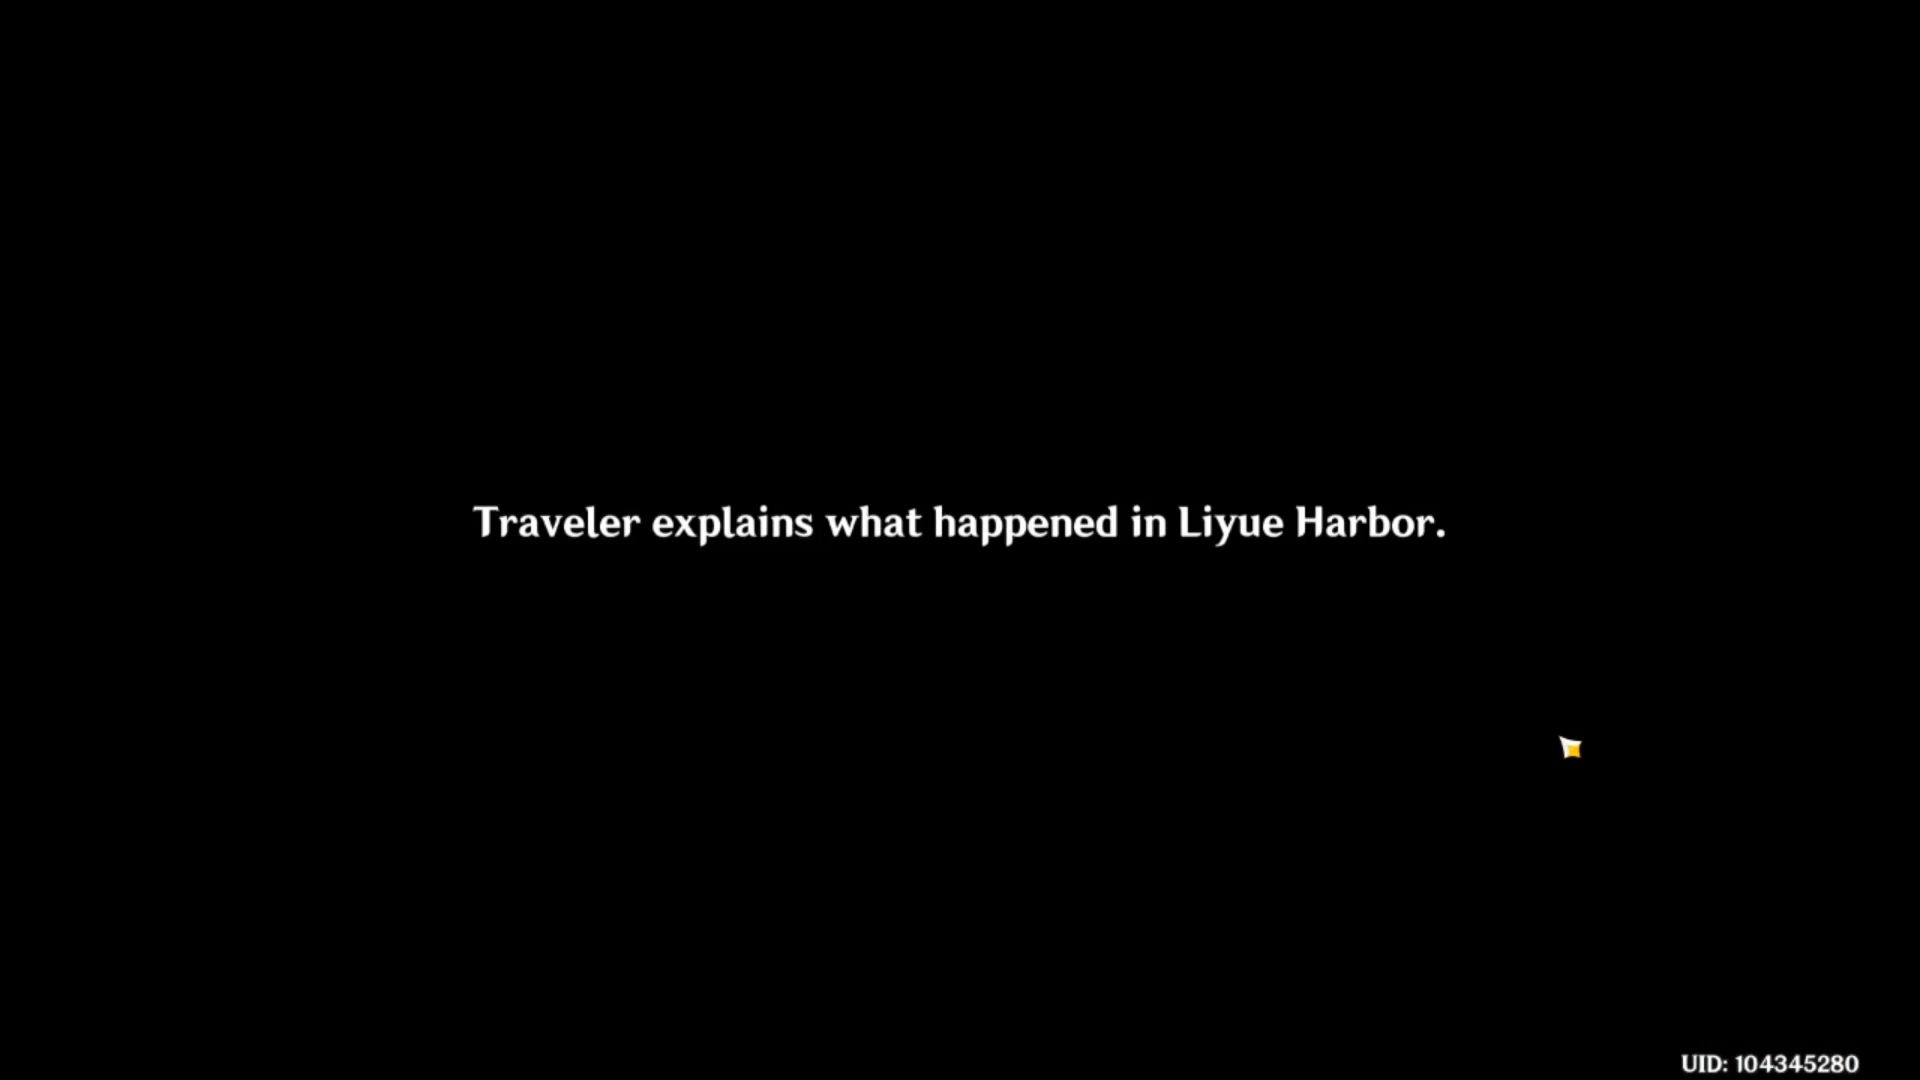 Traveler explains what happened in Liyue Harbor.
UID: 104345280